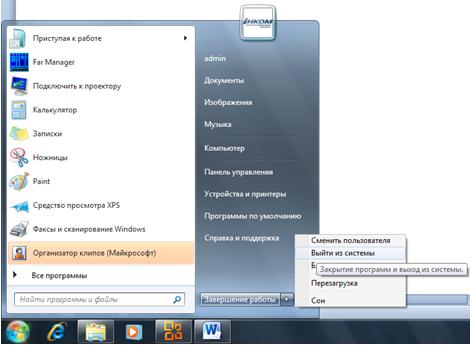 Приступая к работе
Far Manager
Подключить к проектору
Калькулятор
Записки
Ножницы
Paint
Средство просмотра XPS
Факсы и сканирование Windows
Организатор клипов (Майкрософт)
Все программы
Найти программы и файлы
ІНКОМ
admin
Документы
Изображения
Музыка
Компьютер
Панель управления
Устройства и принтеры
Программы по умолчанию
Справка и поддержка
Завершение работы
Сменить пользователя
Выйти из системы
Закрытие программ и выход из системы.
Перезагрузка
Сон